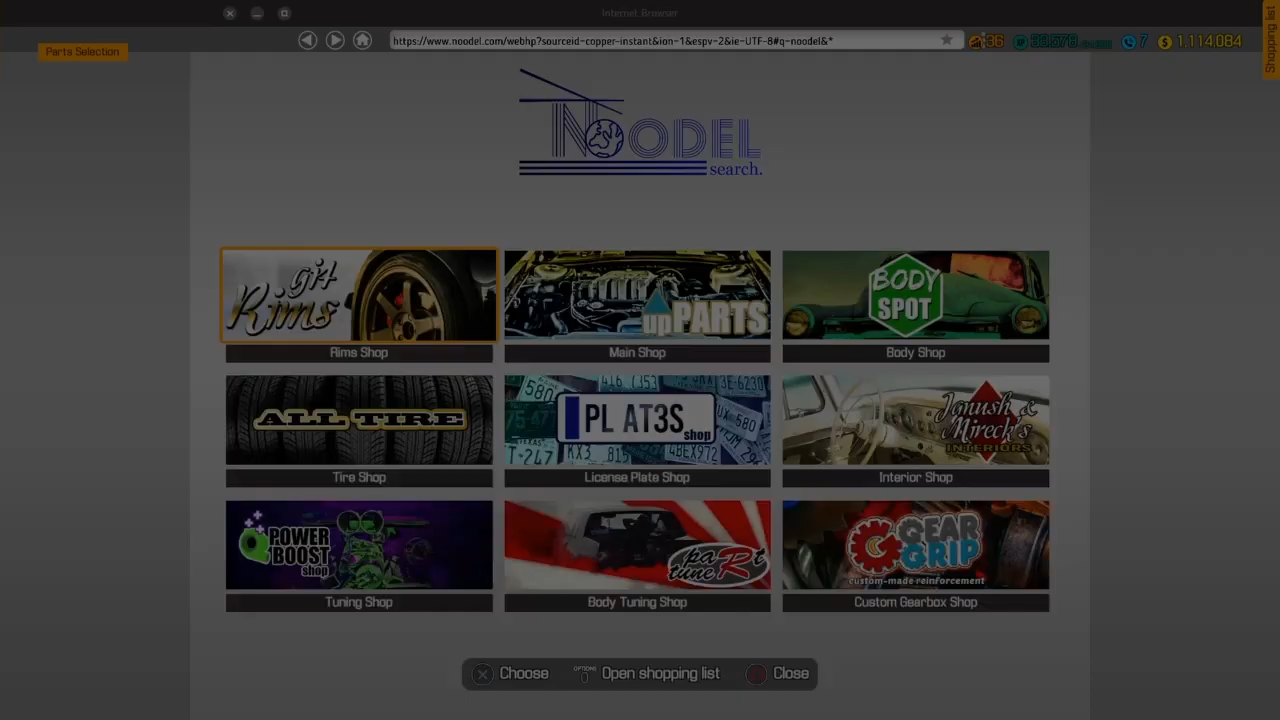 Internet Browser
Parts Selection
https://www.noodel.com/webhp?sourceid-copper-instant&ion-1&espv-2&ie-UTF-8#q-noodel&*
36
7
1,114,084
Shopping list
NOODEL
search.
git Rims
upPARTS
BODY SPOT
Rims Shop
Main Shop
Body Shop
ALL TIRE
PL AT3S
shop
Janush & Mireck's
INTERIORS
Tire Shop
License Plate Shop
Interior Shop
POWER BOOST
shop
paRt tuneR
GEAR GRIP
custom-made reinforcement
Tuning Shop
Body Tuning Shop
Custom Gearbox Shop
Choose
OPTIONS
Open shopping list
Close